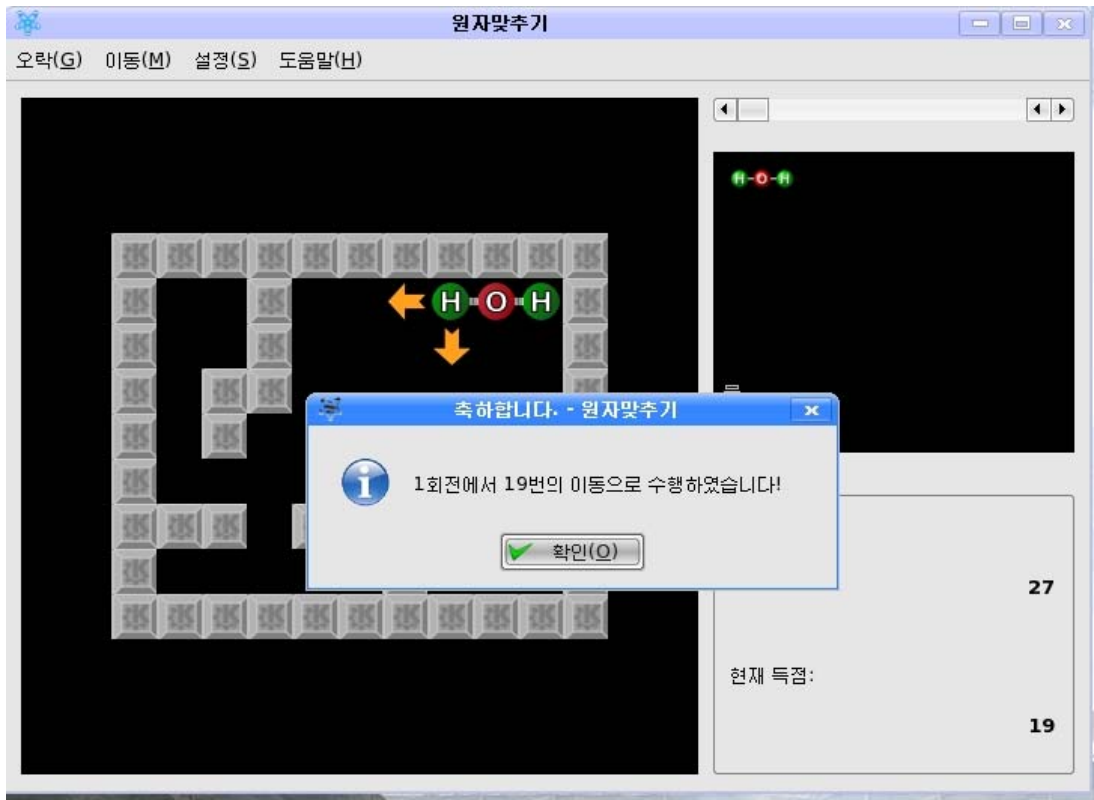 원자맞추기
오락(G) 이동(M) 설정(S) 도움말(H)
H-O-H
H O H
물
축하합니다. - 원자맞추기
1회전에서 19번의 이동으로 수행하였습니다!
확인(O)
27
현재 득점:
19